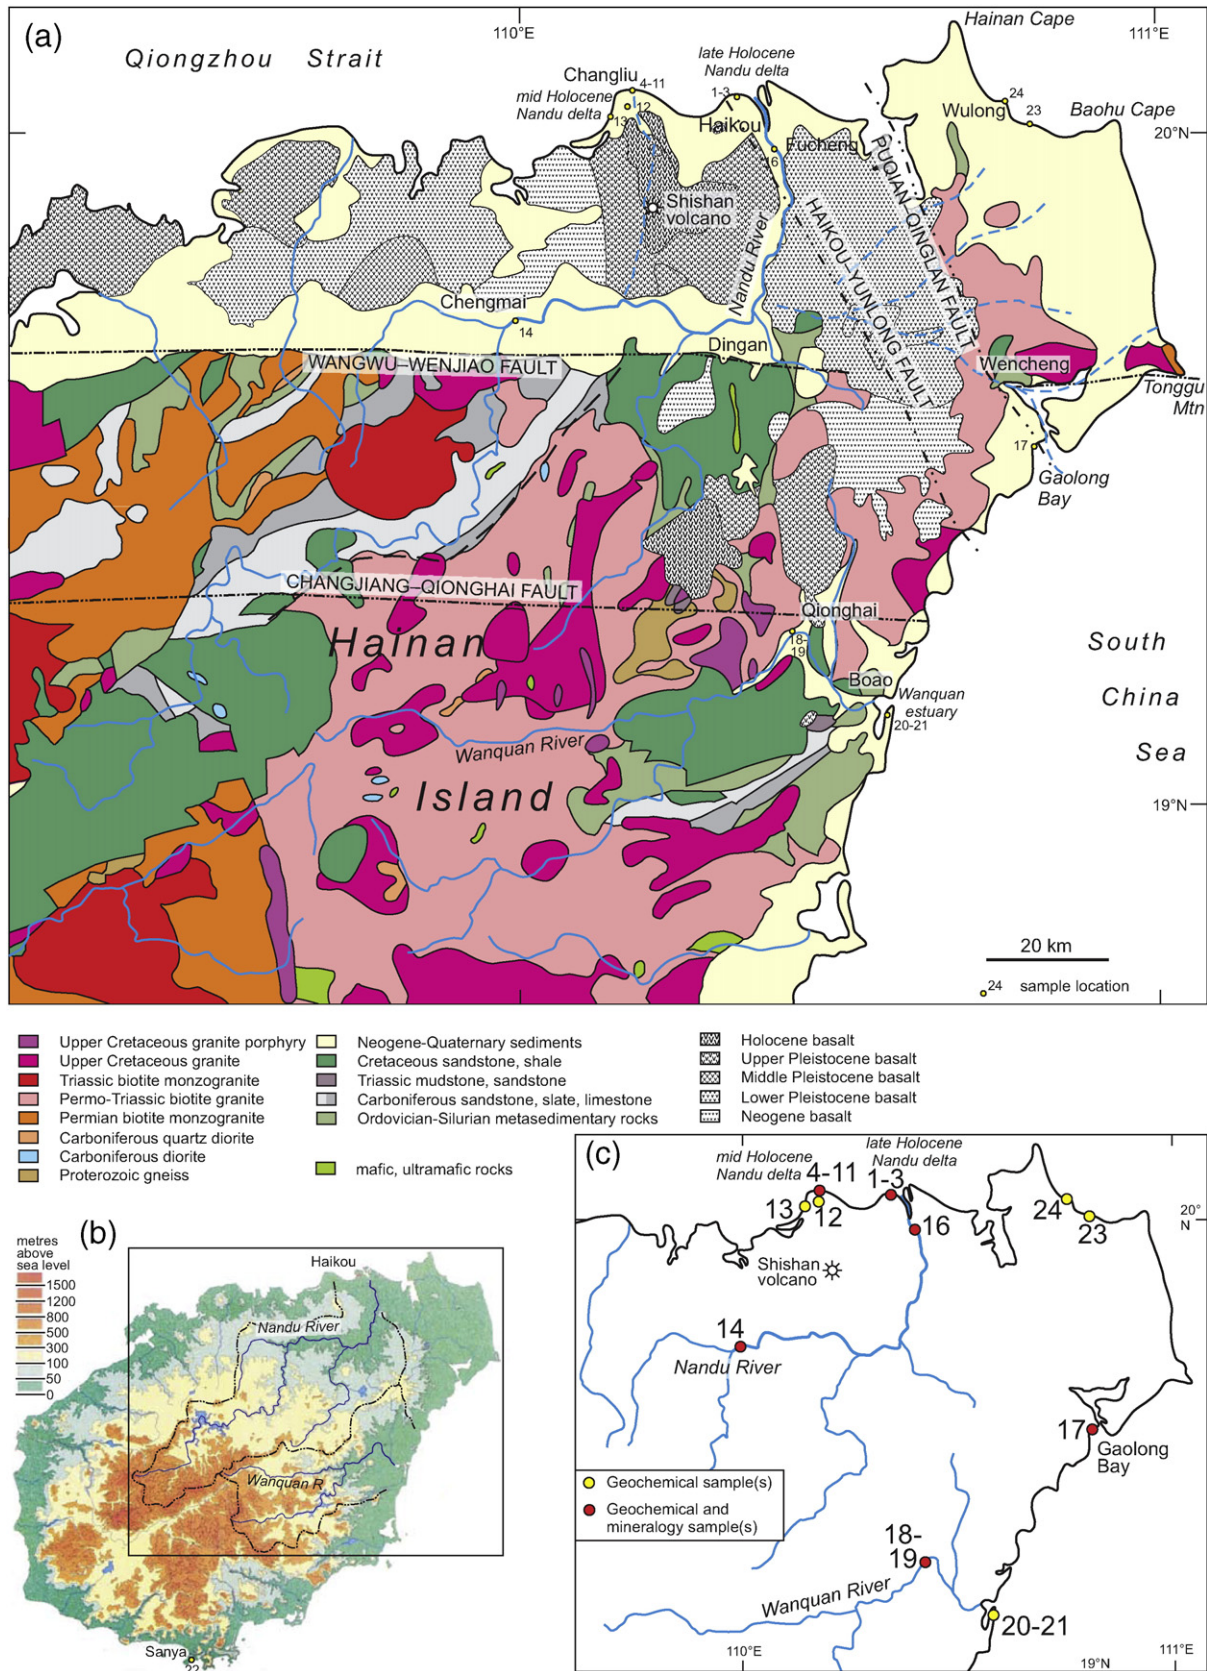 (a)
110°E
111°E
Hainan Cape
Qiongzhou Strait
late Holocene
Nandu delta
Changliu
4-11
1-3
mid Holocene
Nandu delta
12
13
24
Wulong
23
Baohu Cape
Haikou
20°N
Fucheng
16
PUQIAN-QINGLAN FAULT
Shishan
volcano
HAIKOU-YUNLONG FAULT
Nandu River
Chengmai
14
Dingan
WANGWU–WENJIAO FAULT
Wencheng
Tonggu
Mtn
17
Gaolong
Bay
CHANGJIANG–QIONGHAI FAULT
Qionghai
Hainan
18-
19
South
Boao
Wanquan
estuary
China
20-21
Wanquan River
Sea
Island
19°N
20 km
24 sample location
Upper Cretaceous granite porphyry
Upper Cretaceous granite
Triassic biotite monzogranite
Permo-Triassic biotite granite
Permian biotite monzogranite
Carboniferous quartz diorite
Carboniferous diorite
Proterozoic gneiss
Neogene-Quaternary sediments
Cretaceous sandstone, shale
Triassic mudstone, sandstone
Carboniferous sandstone, slate, limestone
Ordovician-Silurian metasedimentary rocks
mafic, ultramafic rocks
Holocene basalt
Upper Pleistocene basalt
Middle Pleistocene basalt
Lower Pleistocene basalt
Neogene basalt
(b)
metres
above
sea level
1500
1200
800
500
300
100
50
0
Haikou
Nandu River
Wanquan R
Sanya
22
(c)
mid Holocene
Nandu delta
late Holocene
Nandu delta
4-11
1-3
13
12
16
24
23
20°
N
Shishan
volcano
14
Nandu River
17
Gaolong
Bay
Geochemical sample(s)
Geochemical and
mineralogy sample(s)
18-
19
Wanquan River
20-21
110°E
19°N
111°E